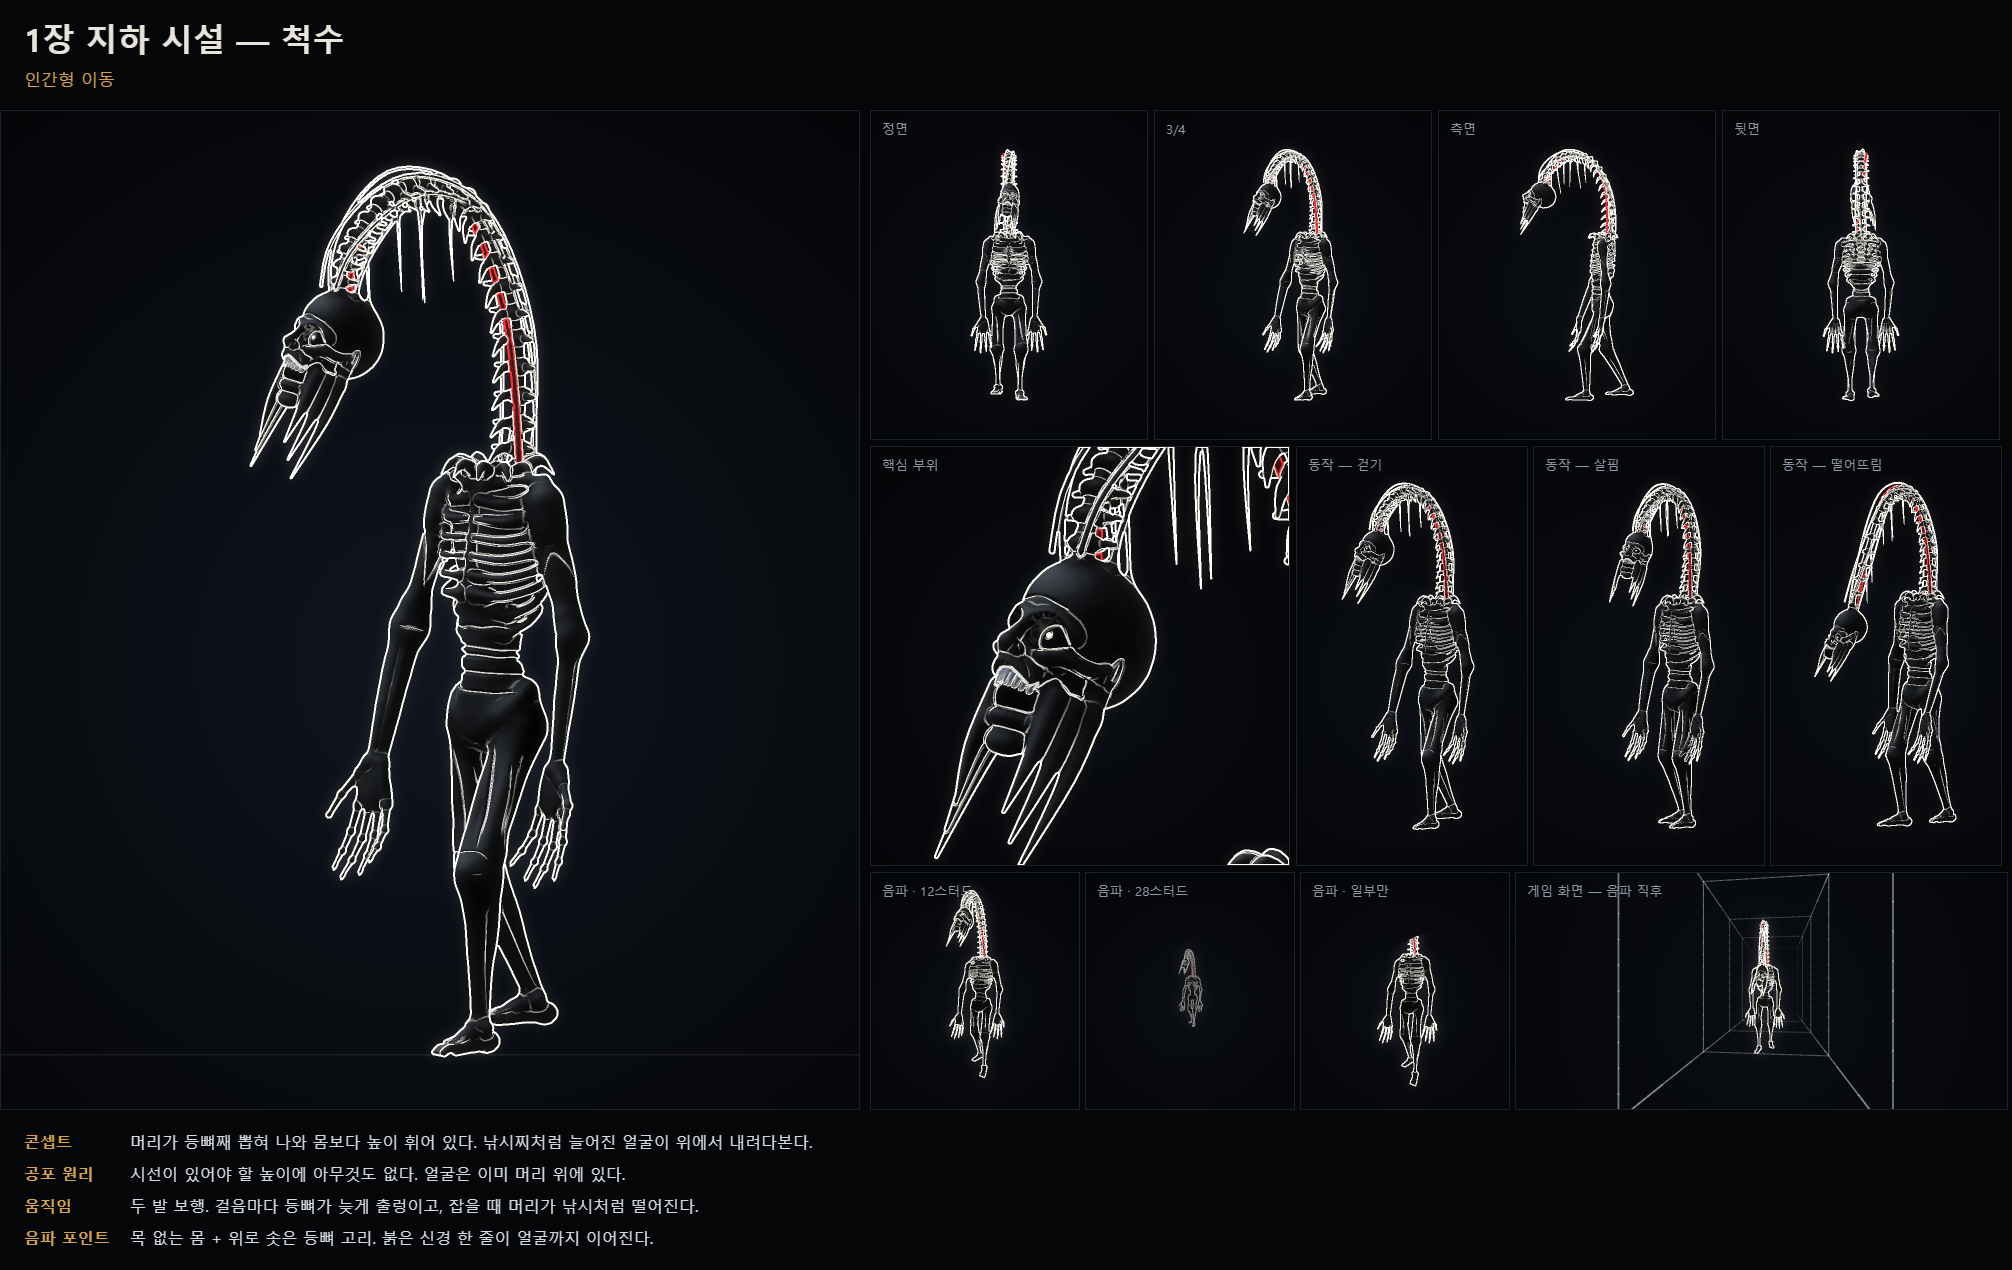 1장 지하 시설 — 척수
인간형 이동
정면
3/4
측면
뒷면
핵심 부위
동작 — 걷기
동작 — 살핌
동작 — 떨어뜨림
음파 · 12스터드
음파 · 28스터드
음파 · 일부만
게임 화면 — 음파 직후
콘셉트 머리가 등뼈째 뽑혀 나와 몸보다 높이 휘어 있다. 낚시찌처럼 늘어진 얼굴이 위에서 내려다본다.
공포 원리 시선이 있어야 할 높이에 아무것도 없다. 얼굴은 이미 머리 위에 있다.
움직임 두 발 보행. 걸음마다 등뼈가 늦게 출렁이고, 잡을 때 머리가 낚시처럼 떨어진다.
음파 포인트 목 없는 몸 + 위로 솟은 등뼈 고리. 붉은 신경 한 줄이 얼굴까지 이어진다.